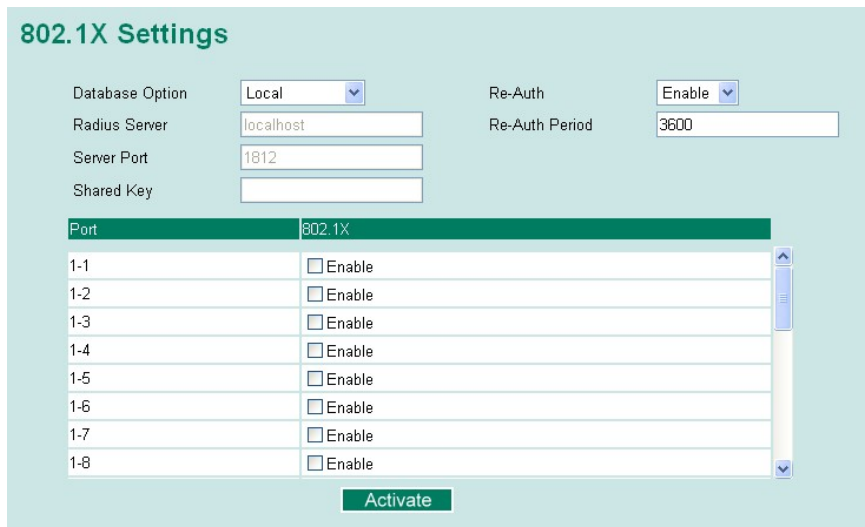 802.1X Settings
Database Option Local Re-Auth Enable
Radius Server localhost Re-Auth Period 3600
Server Port 1812
Shared Key
Port 802.1X
1-1 Enable
1-2 Enable
1-3 Enable
1-4 Enable
1-5 Enable
1-6 Enable
1-7 Enable
1-8 Enable
Activate